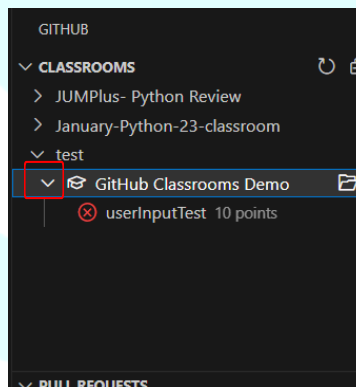 GITHUB
CLASSROOMS
JUMPlus- Python Review
January-Python-23-classroom
test
GitHub Classrooms Demo
userInputTest 10 points
PULL REQUESTS